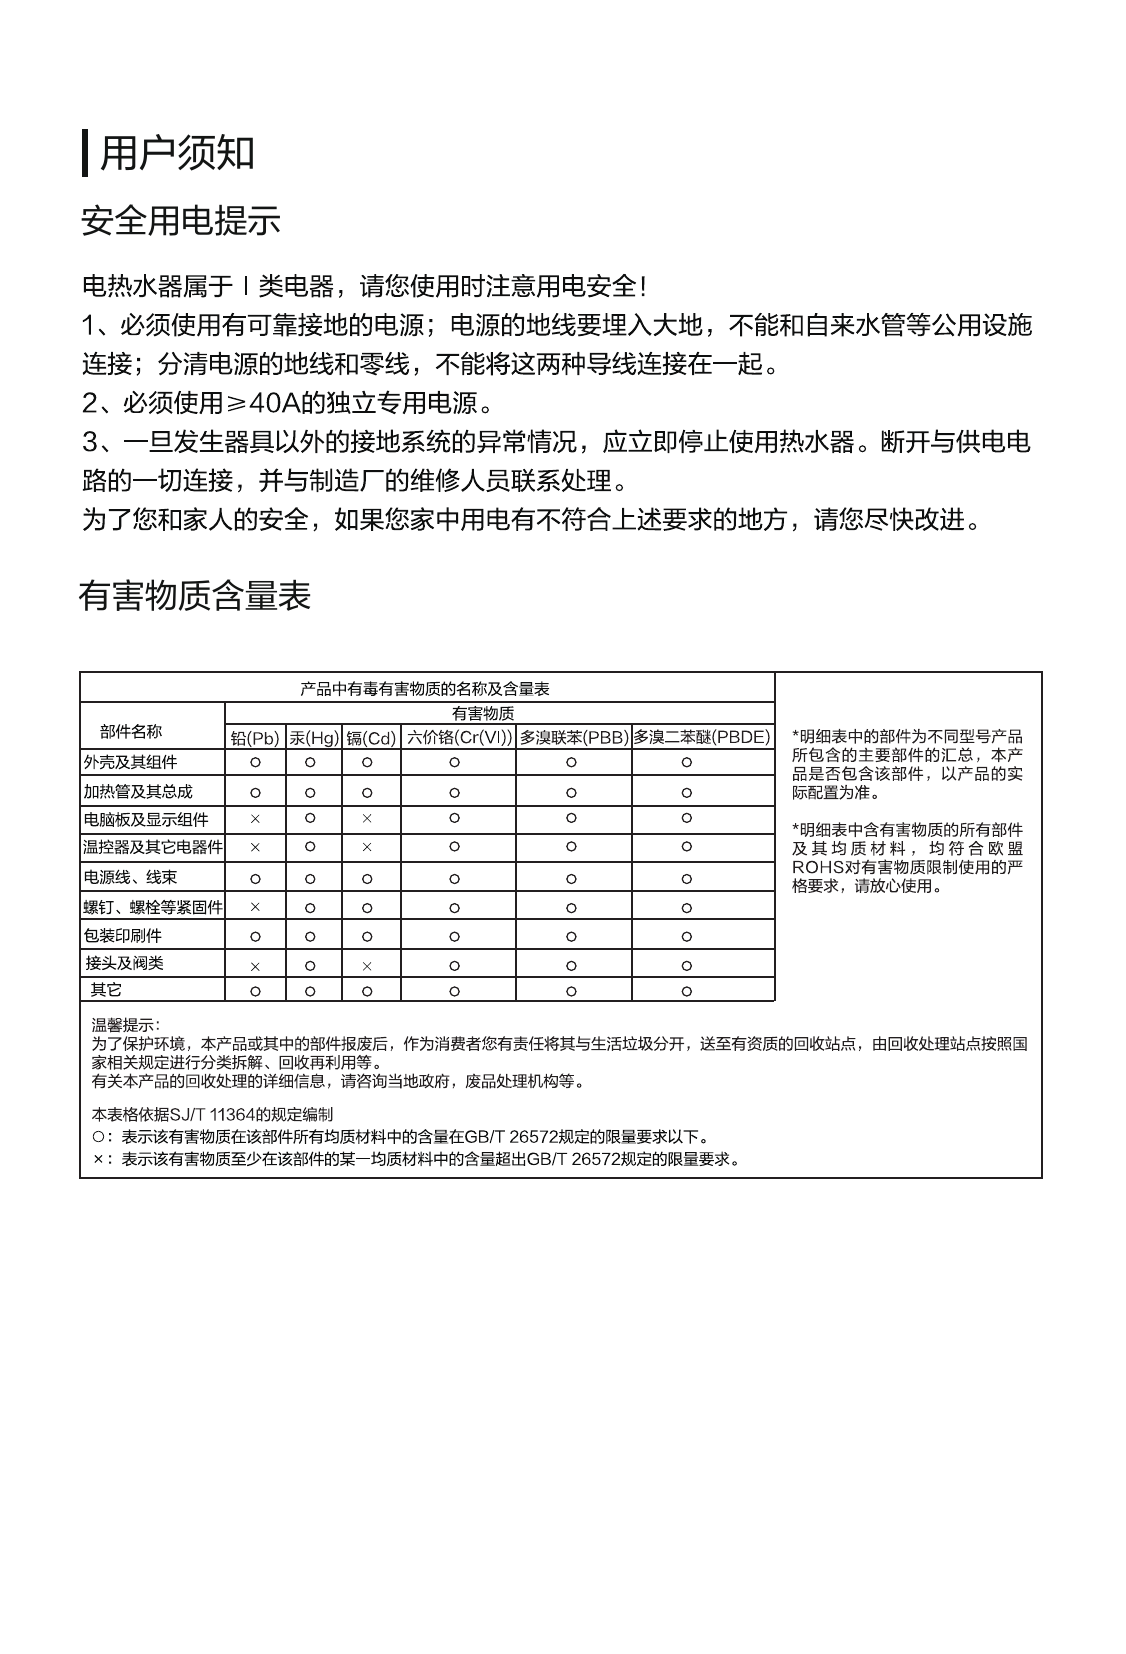 用户须知
安全用电提示
电热水器属于Ⅰ类电器，请您使用时注意用电安全！
1、必须使用有可靠接地的电源；电源的地线要埋入大地，不能和自来水管等公用设施
连接；分清电源的地线和零线，不能将这两种导线连接在一起。
2、必须使用≥40A的独立专用电源。
3、一旦发生器具以外的接地系统的异常情况，应立即停止使用热水器。断开与供电电
路的一切连接，并与制造厂的维修人员联系处理。
为了您和家人的安全，如果您家中用电有不符合上述要求的地方，请您尽快改进。
有害物质含量表
产品中有毒有害物质的名称及含量表
部件名称 有害物质
铅(Pb) 汞(Hg) 镉(Cd) 六价铬(Cr(VI)) 多溴联苯(PBB) 多溴二苯醚(PBDE)
外壳及其组件 ○ ○ ○ ○ ○ ○
加热管及其总成 ○ ○ ○ ○ ○ ○
电脑板及显示组件 × ○ × ○ ○ ○
温控器及其它电器件 × ○ × ○ ○ ○
电源线、线束 ○ ○ ○ ○ ○ ○
螺钉、螺栓等紧固件 × ○ ○ ○ ○ ○
包装印刷件 ○ ○ ○ ○ ○ ○
接头及阀类 × ○ × ○ ○ ○
其它 ○ ○ ○ ○ ○ ○
*明细表中的部件为不同型号产品
所包含的主要部件的汇总，本产
品是否包含该部件，以产品的实
际配置为准。
*明细表中含有害物质的所有部件
及其均质材料，均符合欧盟
ROHS对有害物质限制使用的严
格要求，请放心使用。
温馨提示：
为了保护环境，本产品或其中的部件报废后，作为消费者您有责任将其与生活垃圾分开，送至有资质的回收站点，由回收处理站点按照国
家相关规定进行分类拆解、回收再利用等。
有关本产品的回收处理的详细信息，请咨询当地政府，废品处理机构等。
本表格依据SJ/T 11364的规定编制
○：表示该有害物质在该部件所有均质材料中的含量在GB/T 26572规定的限量要求以下。
×：表示该有害物质至少在该部件的某一均质材料中的含量超出GB/T 26572规定的限量要求。